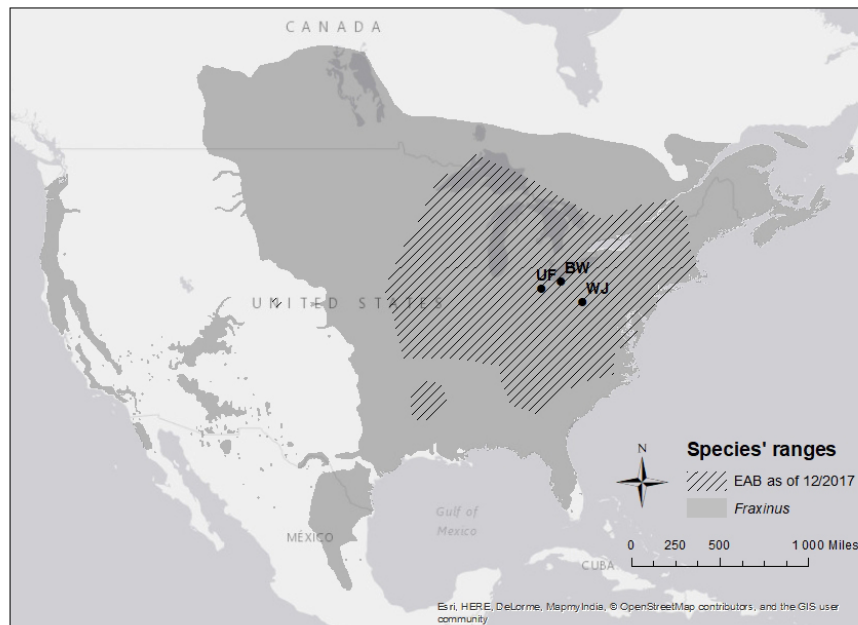 CANADA
UF
BW
WJ
UNITED STATES
N
Species' ranges
EAB as of 12/2017
Fraxinus
Gulf of
Mexico
MÉXICO
0 250 500 1 000 Miles
CUBA
Esri, HERE, DeLorme, MapmyIndia, © OpenStreetMap contributors, and the GIS user
community